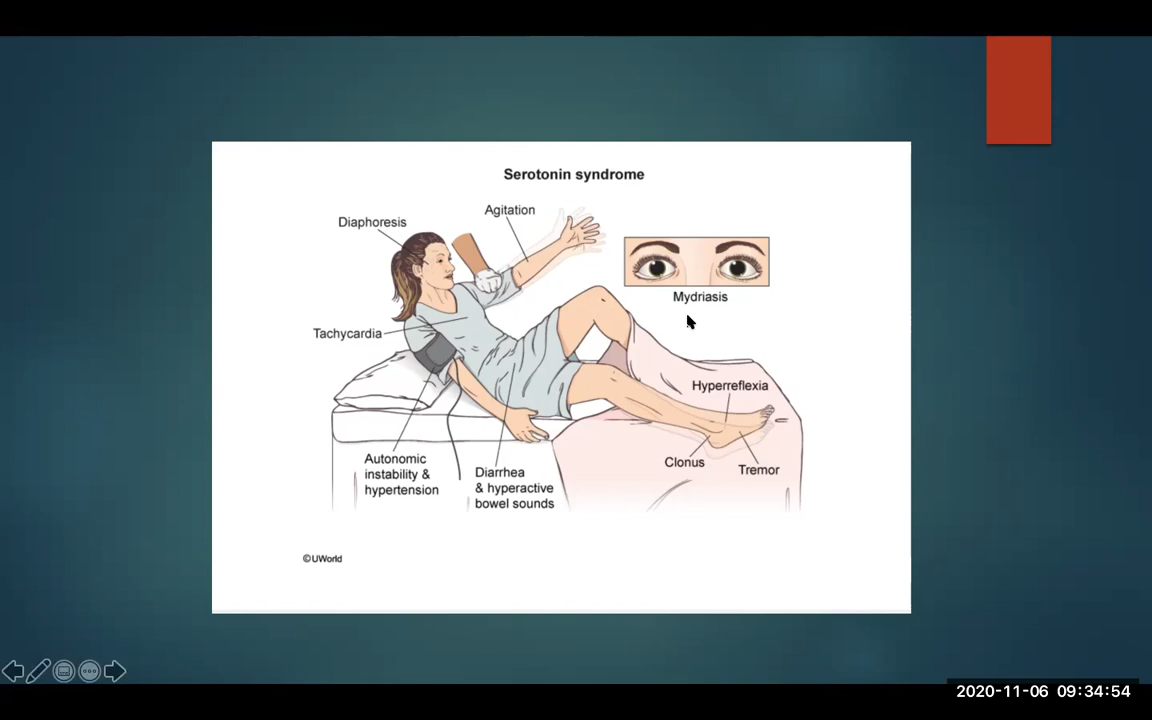 Serotonin syndrome
Agitation
Diaphoresis
Mydriasis
Tachycardia
Hyperreflexia
Autonomic
instability &
hypertension
Diarrhea
& hyperactive
bowel sounds
Clonus
Tremor
©UWorld
2020-11-06 09:34:54